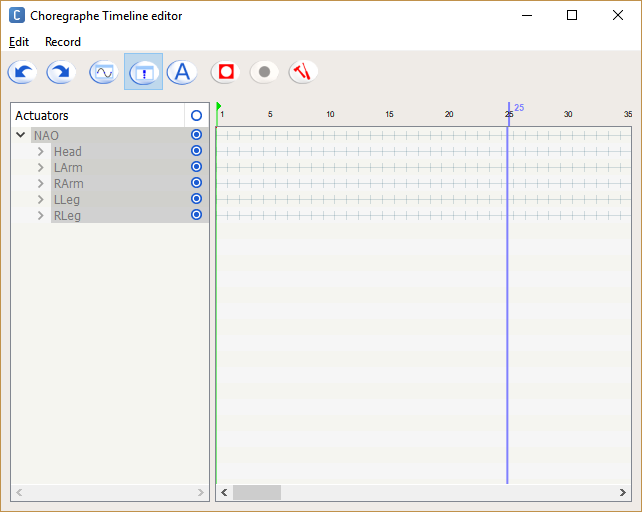 C Choregraphe Timeline editor
Edit Record
A
25
Actuators 1 5 10 15 20 25 30 35
NAO
Head
LArm
RArm
LLeg
RLeg